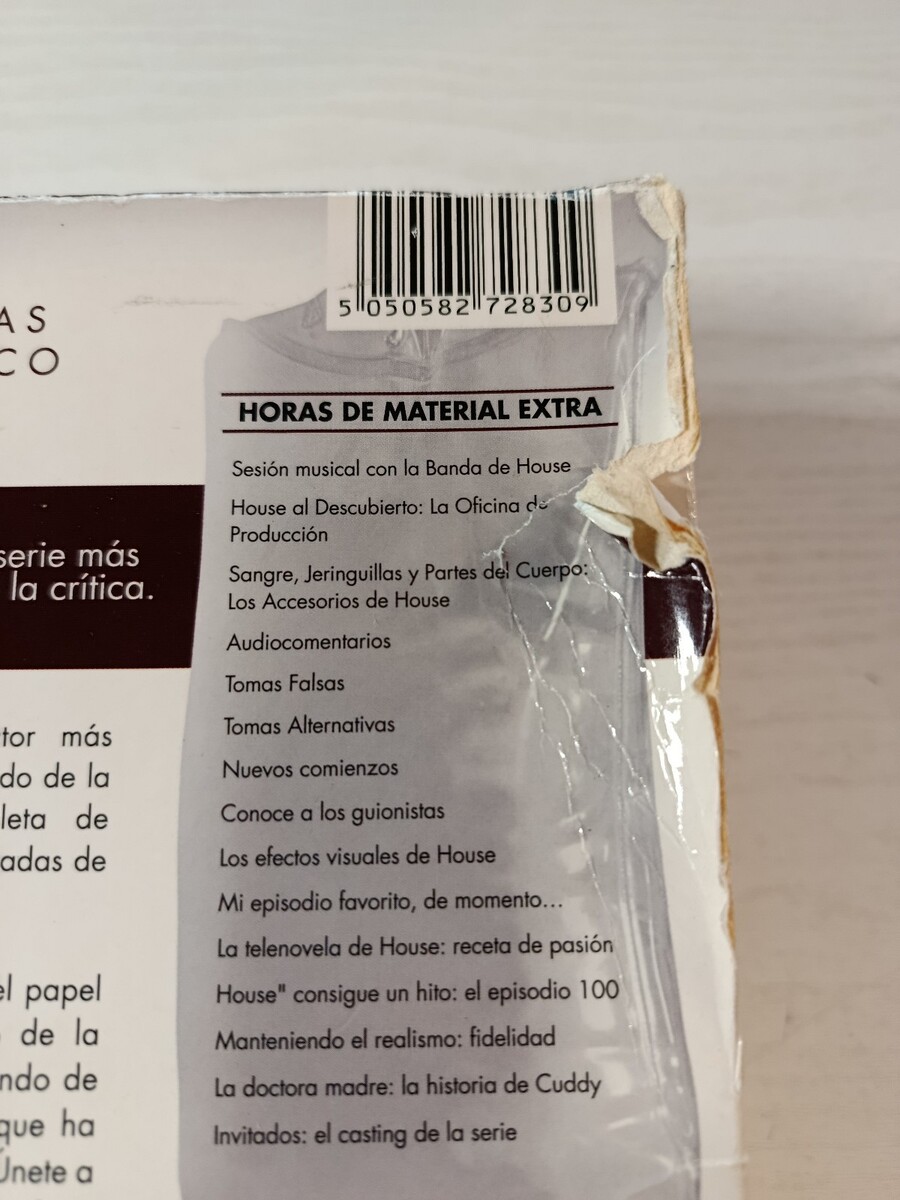 5 050582 728309
AS
CO
HORAS DE MATERIAL EXTRA
Sesión musical con la Banda de House
House al Descubierto: La Oficina de
Producción
Sangre, Jeringuillas y Partes del Cuerpo:
Los Accesorios de House
Audiocomentarios
Tomas Falsas
Tomas Alternativas
Nuevos comienzos
Conoce a los guionistas
Los efectos visuales de House
Mi episodio favorito, de momento...
La telenovela de House: receta de pasión
House" consigue un hito: el episodio 100
Manteniendo el realismo: fidelidad
La doctora madre: la historia de Cuddy
Invitados: el casting de la serie
serie más
la crítica.
tor más
do de la
leta de
adas de
el papel
de la
ndo de
que ha
Únete a